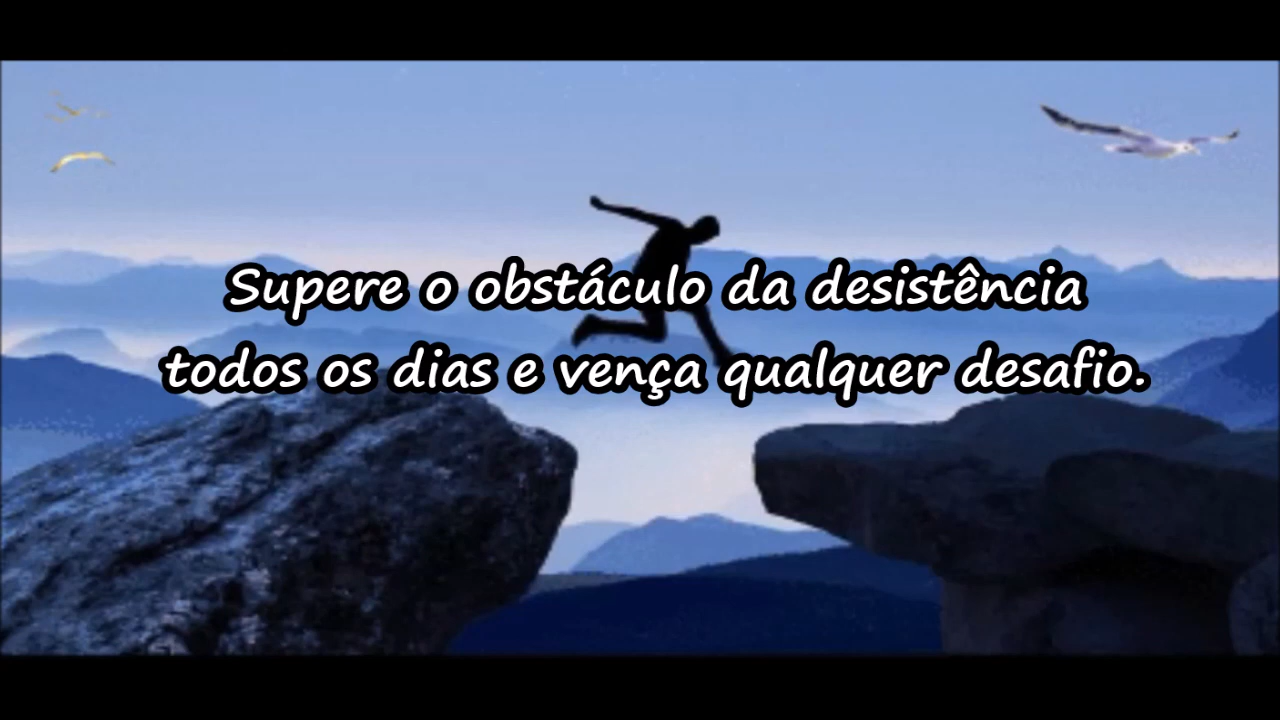 Supere o obstáculo da desistência
todos os dias e vença qualquer desafio.